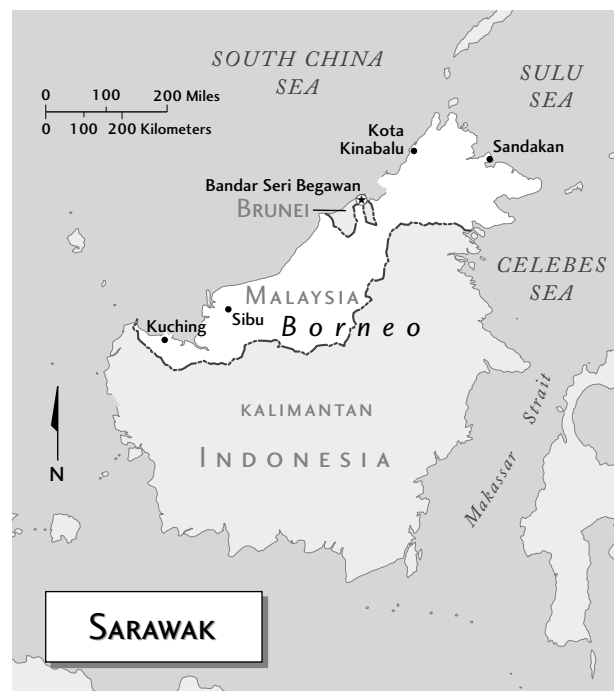 SOUTH CHINA
SEA
SULU
SEA
0 100 200 Miles
0 100 200 Kilometers
Kota
Kinabalu
Sandakan
Bandar Seri Begawan
BRUNEI
CELEBES
SEA
MALAYSIA
Sibu
Borneo
Kuching
KALIMANTAN
INDONESIA
Makassar Strait
N
SARAWAK